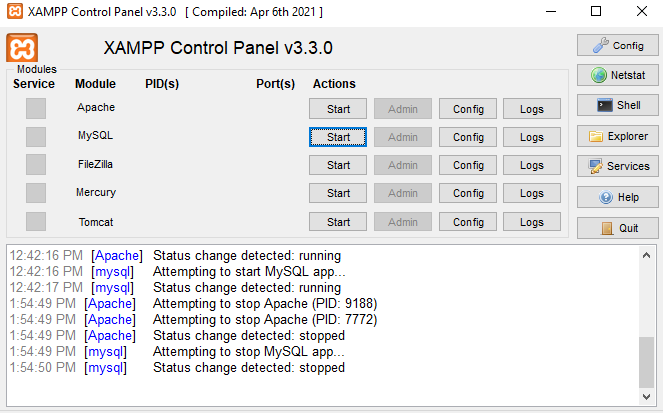 XAMPP Control Panel v3.3.0 [ Compiled: Apr 6th 2021 ]
XAMPP Control Panel v3.3.0
Config
Modules
Netstat
Service Module PID(s) Port(s) Actions
Apache Start Admin Config Logs
Shell
MySQL Start Admin Config Logs
Explorer
FileZilla Start Admin Config Logs
Services
Mercury Start Admin Config Logs
Help
Tomcat Start Admin Config Logs
Quit
12:42:16 PM [Apache] Status change detected: running
12:42:16 PM [mysql] Attempting to start MySQL app...
12:42:17 PM [mysql] Status change detected: running
1:54:49 PM [Apache] Attempting to stop Apache (PID: 9188)
1:54:49 PM [Apache] Attempting to stop Apache (PID: 7772)
1:54:49 PM [Apache] Status change detected: stopped
1:54:49 PM [mysql] Attempting to stop MySQL app...
1:54:50 PM [mysql] Status change detected: stopped